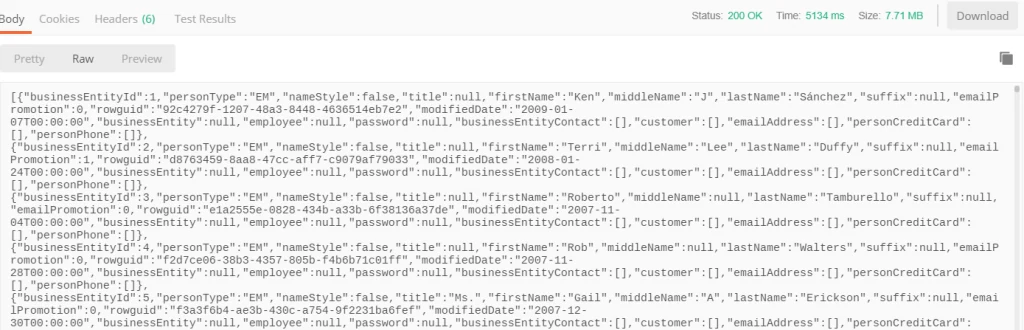 Body Cookies Headers (6) Test Results Status: 200 OK Time: 5134 ms Size: 7.71 MB Download
Pretty Raw Preview
[{"businessEntityId":1,"personType":"EM","nameStyle":false,"title":null,"firstName":"Ken","middleName":"J","lastName":"Sánchez","suffix":null,"emailP
romotion":0,"rowguid":"92c4279f-1207-48a3-8448-4636514eb7e2","modifiedDate":"2009-01-
07T00:00:00","businessEntity":null,"employee":null,"password":null,"businessEntityContact":[],"customer":[],"emailAddress":[],"personCreditCard":
[],"personPhone":[]},
{"businessEntityId":2,"personType":"EM","nameStyle":false,"title":null,"firstName":"Terri","middleName":"Lee","lastName":"Duffy","suffix":null,"email
Promotion":1,"rowguid":"d8763459-8aa8-47cc-aff7-c9079af79033","modifiedDate":"2008-01-
24T00:00:00","businessEntity":null,"employee":null,"password":null,"businessEntityContact":[],"customer":[],"emailAddress":[],"personCreditCard":
[],"personPhone":[]},
{"businessEntityId":3,"personType":"EM","nameStyle":false,"title":null,"firstName":"Roberto","middleName":null,"lastName":"Tamburello","suffix":null,
"emailPromotion":0,"rowguid":"e1a2555e-0828-434b-a33b-6f38136a37de","modifiedDate":"2007-11-
04T00:00:00","businessEntity":null,"employee":null,"password":null,"businessEntityContact":[],"customer":[],"emailAddress":[],"personCreditCard":
[],"personPhone":[]},
{"businessEntityId":4,"personType":"EM","nameStyle":false,"title":null,"firstName":"Rob","middleName":null,"lastName":"Walters","suffix":null,"emailP
romotion":0,"rowguid":"f2d7ce06-38b3-4357-805b-f4b6b71c01ff","modifiedDate":"2007-11-
28T00:00:00","businessEntity":null,"employee":null,"password":null,"businessEntityContact":[],"customer":[],"emailAddress":[],"personCreditCard":
[],"personPhone":[]},
{"businessEntityId":5,"personType":"EM","nameStyle":false,"title":"Ms.","firstName":"Gail","middleName":"A","lastName":"Erickson","suffix":null,"emai
lPromotion":0,"rowguid":"f3a3f6b4-ae3b-430c-a754-9f2231ba6fef","modifiedDate":"2007-12-
30T00:00:00","businessEntity":null,"employee":null,"password":null,"businessEntityContact":[],"customer":[],"emailAddress":[],"personCreditCard":